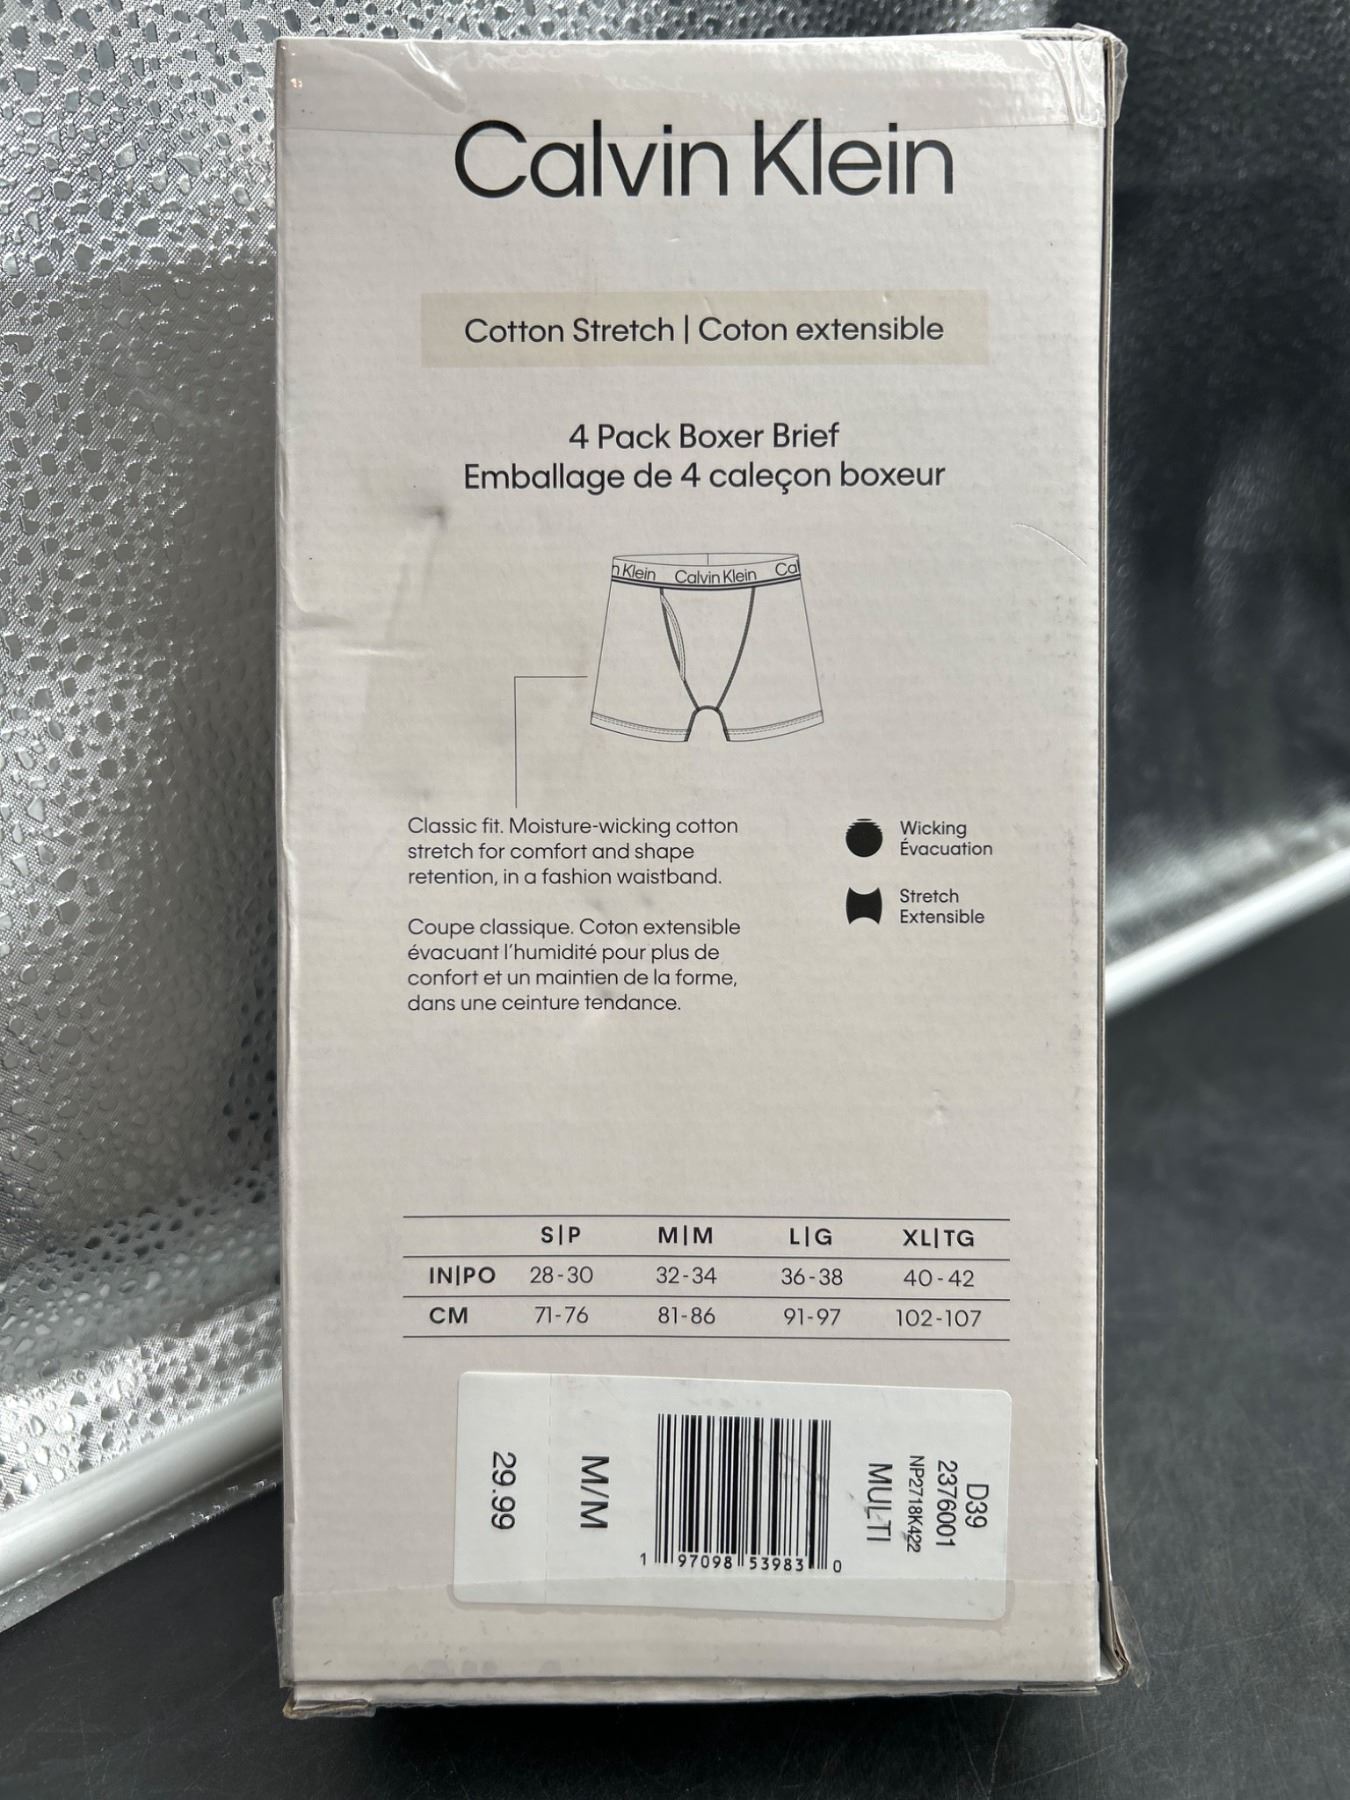 Calvin Klein
Cotton Stretch | Coton extensible
4 Pack Boxer Brief
Emballage de 4 caleçon boxeur
n Klein Calvin Klein Cal
Classic fit. Moisture-wicking cotton
stretch for comfort and shape
retention, in a fashion waistband.
Coupe classique. Coton extensible
évacuant l'humidité pour plus de
confort et un maintien de la forme,
dans une ceinture tendance.
Wicking
Évacuation
Stretch
Extensible
S|P M|M L|G XL|TG
IN|PO 28-30 32-34 36-38 40-42
CM 71-76 81-86 91-97 102-107
D39
2376001
NP2718K422
MULTI
1 97098 53983 0
M/M
29.99